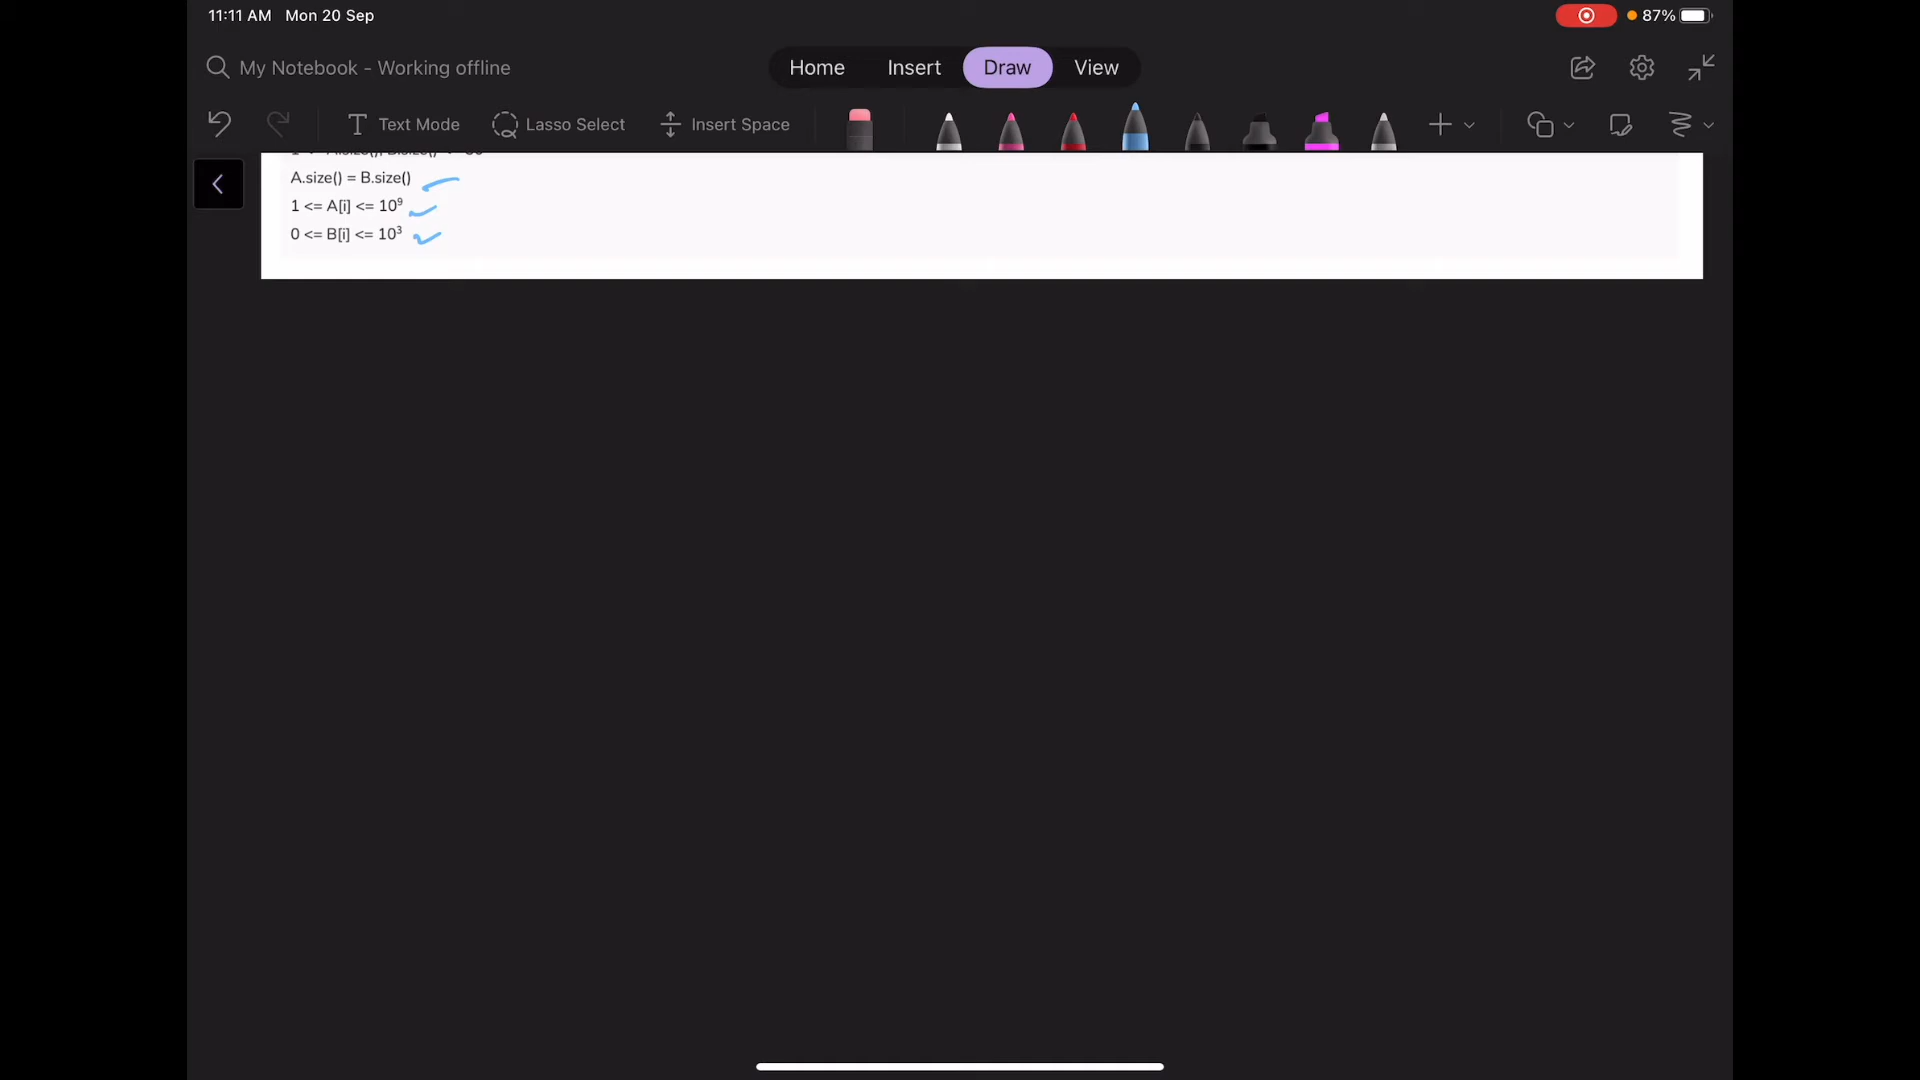 11:11 AM Mon 20 Sep
87%
My Notebook - Working offline
Home Insert Draw View
Text Mode Lasso Select Insert Space
A.size() = B.size()
1 <= A[i] <= 10⁹
0 <= B[i] <= 10³